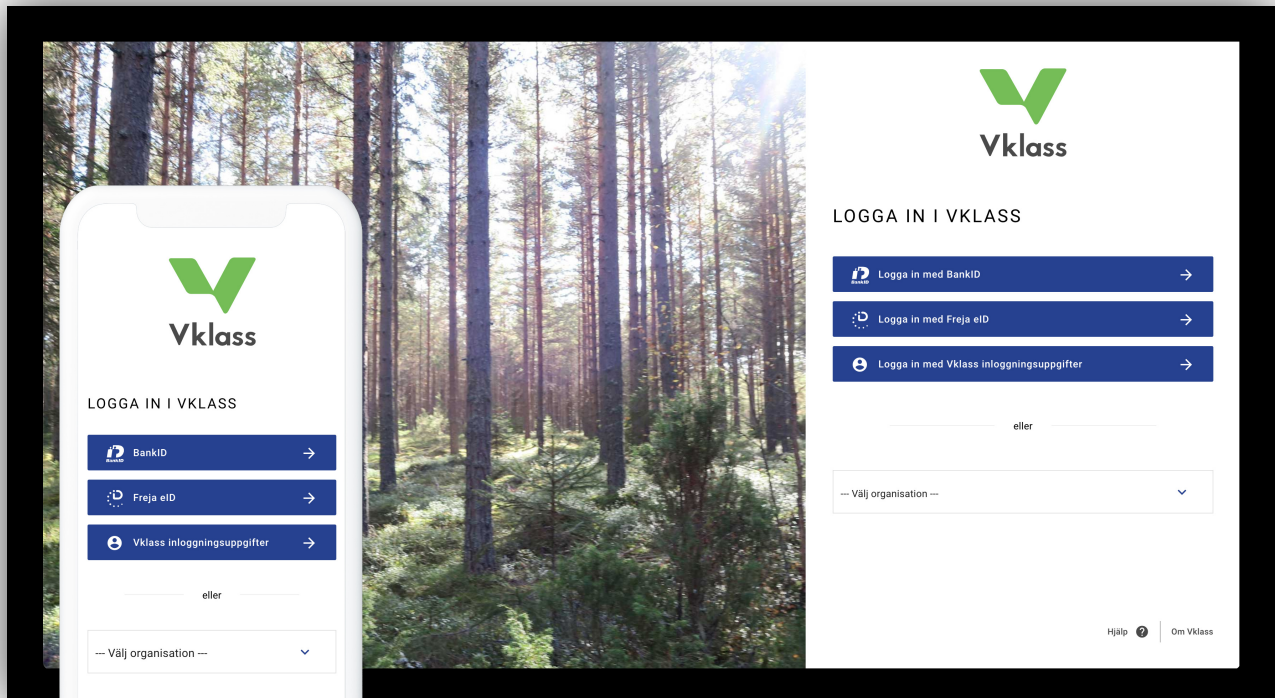 Vklass
LOGGA IN I VKLASS
BankID
BankID
Freja eID
Vklass inloggningsuppgifter
eller
--- Välj organisation ---
Vklass
LOGGA IN I VKLASS
BankID
Logga in med BankID
Logga in med Freja eID
Logga in med Vklass inloggningsuppgifter
eller
--- Välj organisation ---
Hjälp ? Om Vklass